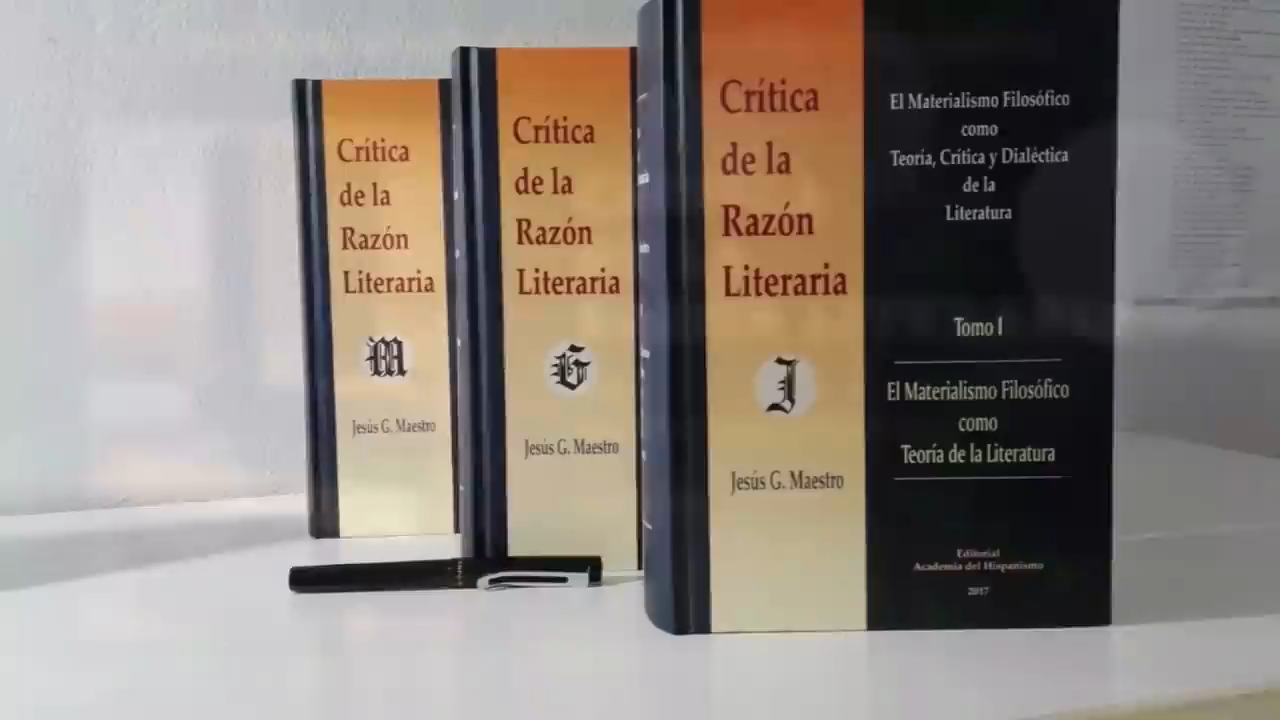 Crítica
de la
Razón
Literaria
M
Jesús G. Maestro
Crítica
de la
Razón
Literaria
G
Jesús G. Maestro
Crítica
de la
Razón
Literaria
J
Jesús G. Maestro
El Materialismo Filosófico
como
Teoría, Crítica y Dialéctica
de la
Literatura
Tomo I
El Materialismo Filosófico
como
Teoría de la Literatura
Editorial
Academia del Hispanismo
2017